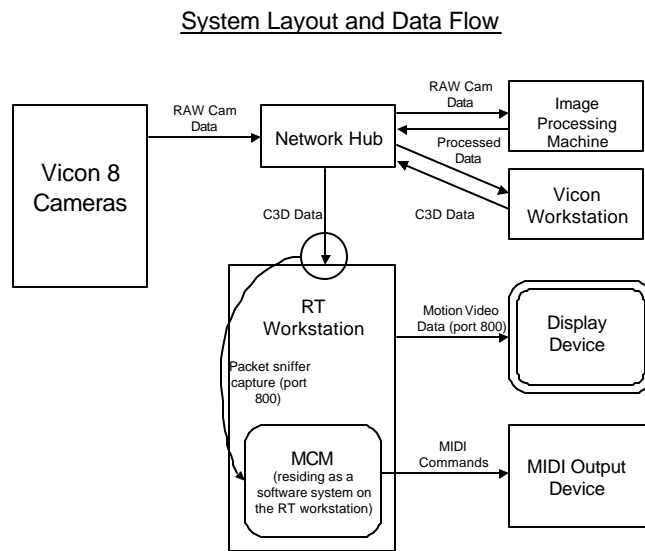 System Layout and Data Flow
RAW Cam
Data
RAW Cam
Data
Image
Processing
Machine
Vicon 8
Cameras
Network Hub
Processed
Data
C3D Data
C3D Data
Vicon
Workstation
RT
Workstation
Motion Video
Data (port 800)
Display
Device
Packet sniffer
capture (port
800)
MCM
(residing as a
software system on
the RT workstation)
MIDI
Commands
MIDI Output
Device